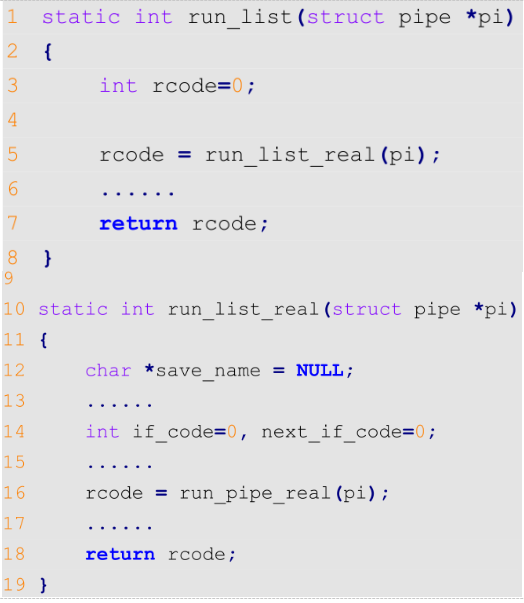 1 static int run_list(struct pipe *pi)
2 {
3     int rcode=0;
4
5     rcode = run_list_real(pi);
6     ......
7     return rcode;
8 }
9
10 static int run_list_real(struct pipe *pi)
11 {
12     char *save_name = NULL;
13     ......
14     int if_code=0, next_if_code=0;
15     ......
16     rcode = run_pipe_real(pi);
17     ......
18     return rcode;
19 }